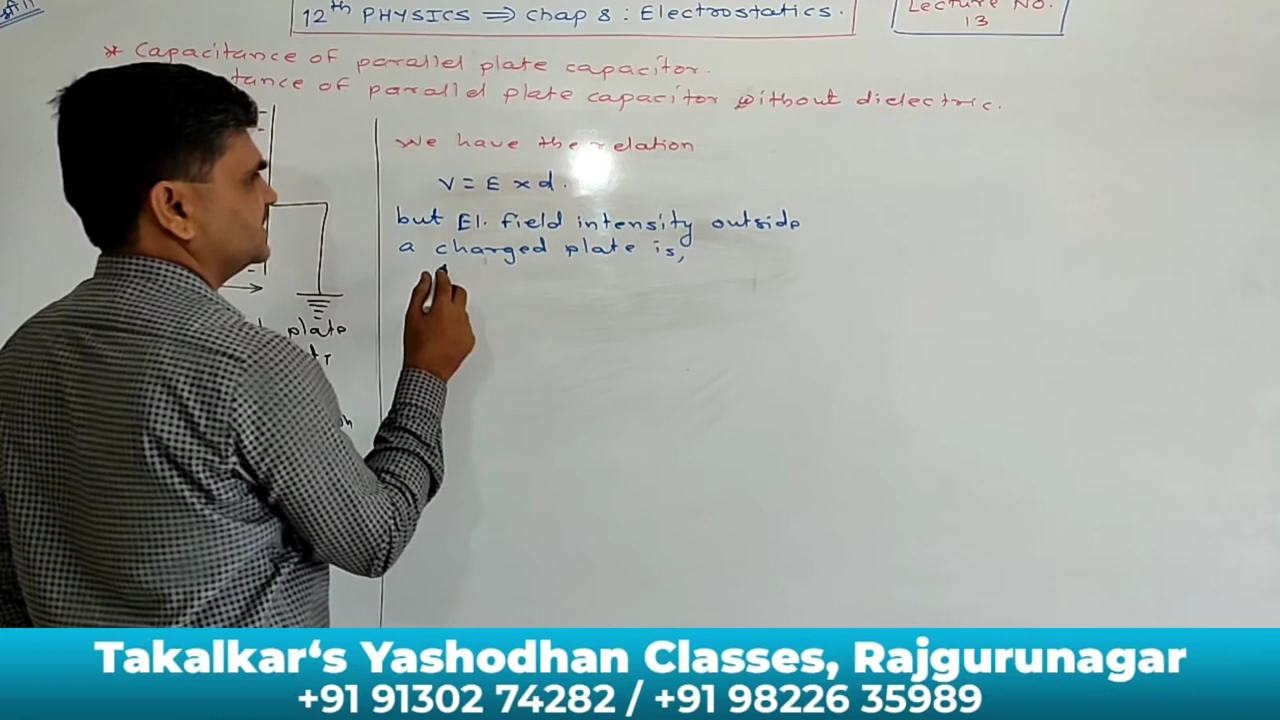 12th PHYSICS ⇒ Chap 8 : Electrostatics.
Lecture No.
13
* Capacitance of parallel plate capacitor.
tance of parallel plate capacitor without dielectric.
We have the relation
V = E × d.
but El. field intensity outside
a charged plate is,
plate
Takalkar‘s Yashodhan Classes, Rajgurunagar
+91 91302 74282 / +91 98226 35989